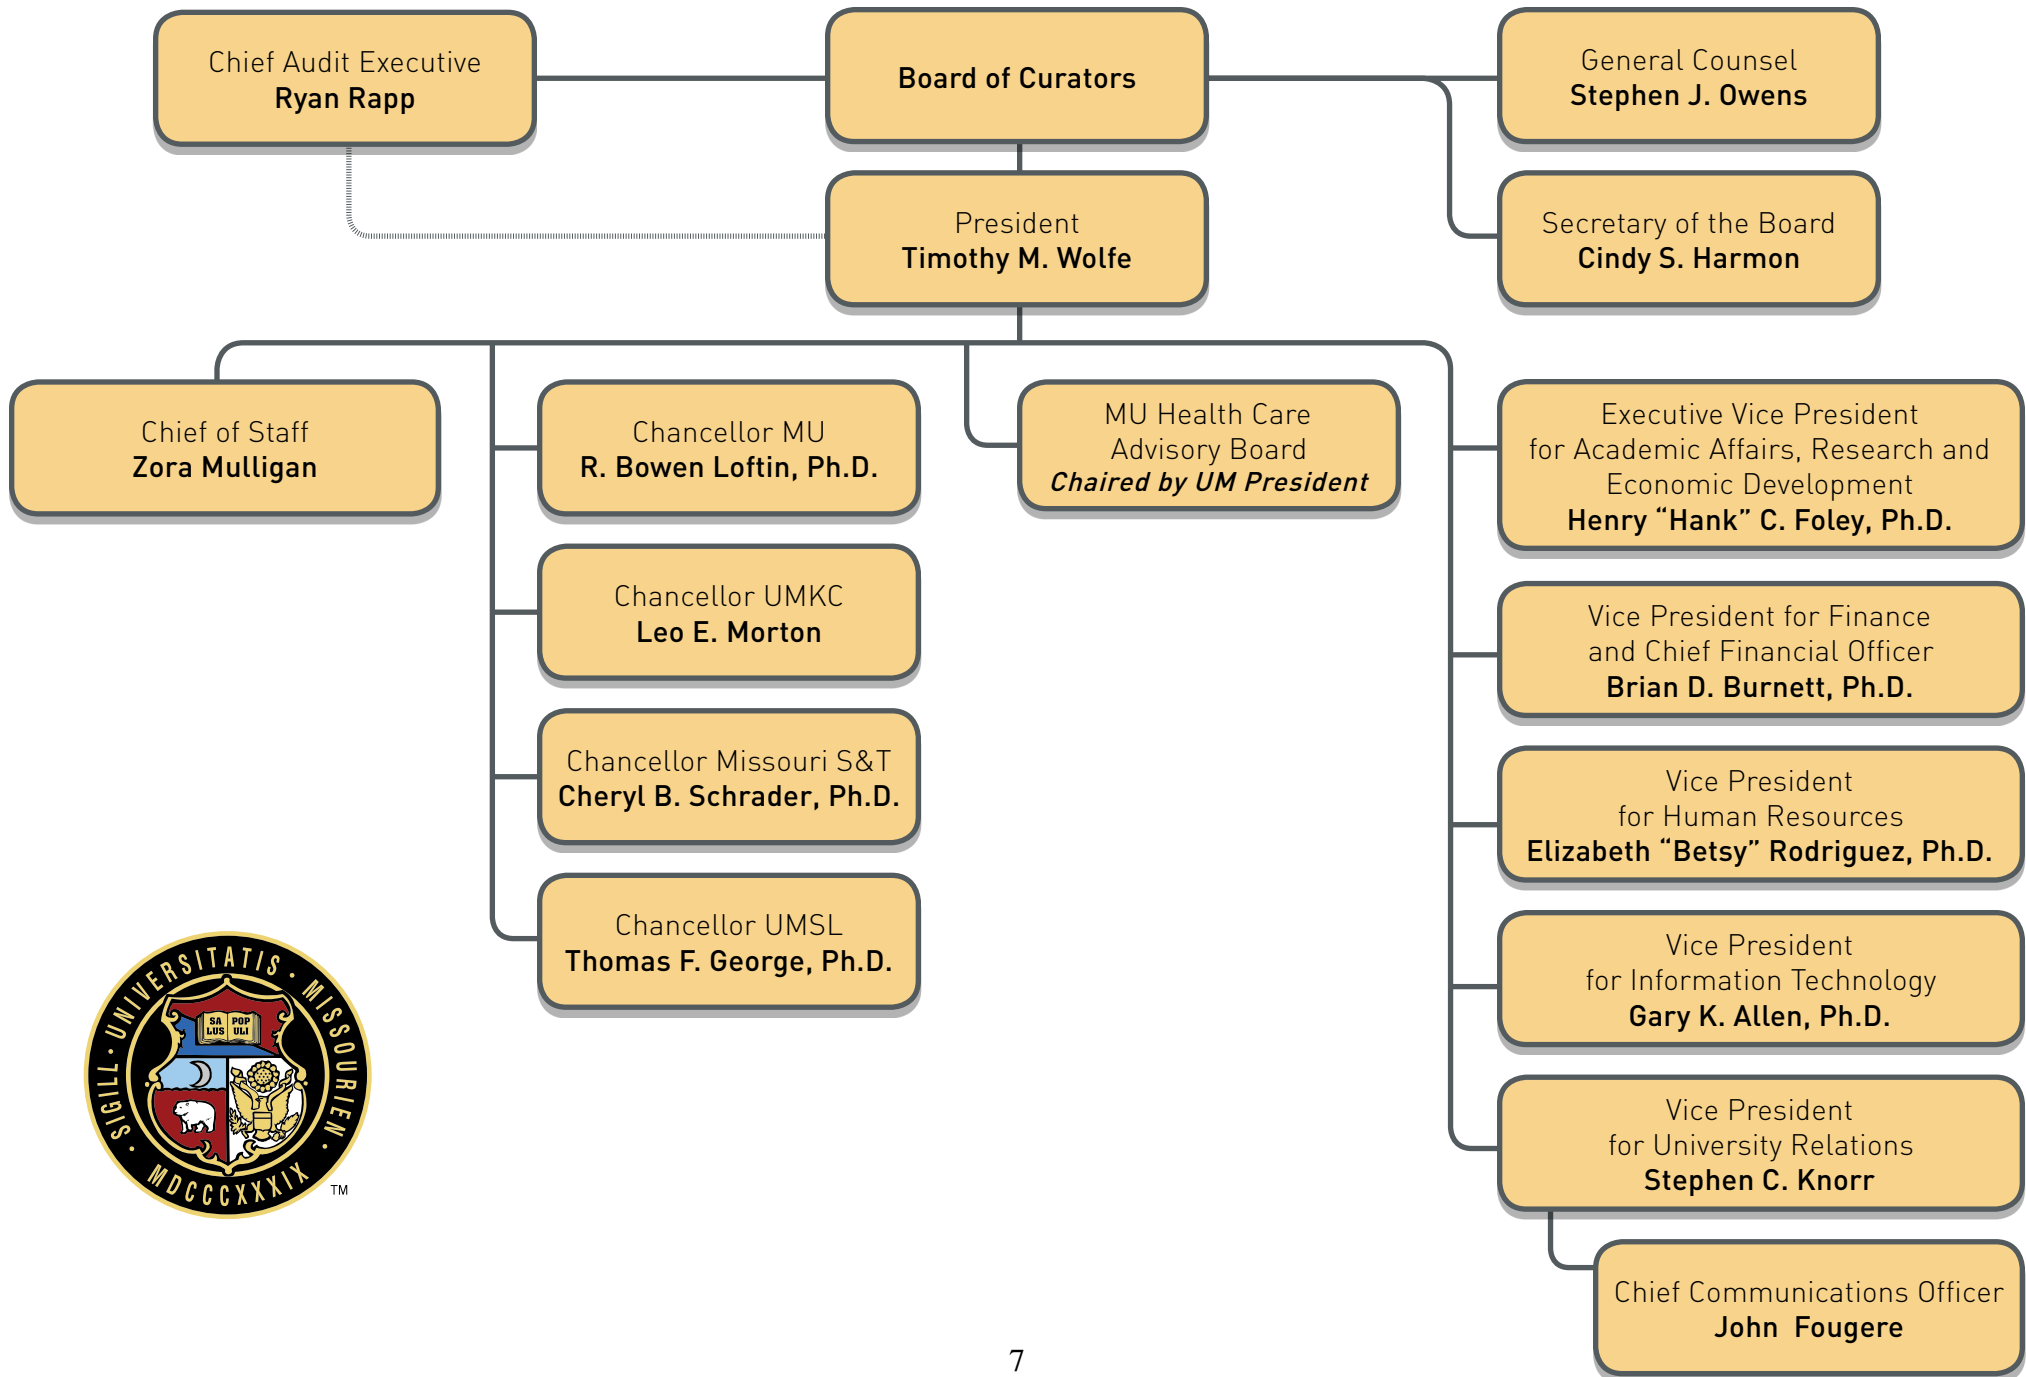 Chief Audit Executive
Ryan Rapp
Board of Curators
General Counsel
Stephen J. Owens
President
Timothy M. Wolfe
Secretary of the Board
Cindy S. Harmon
Chief of Staff
Zora Mulligan
Chancellor MU
R. Bowen Loftin, Ph.D.
MU Health Care
Advisory Board
Chaired by UM President
Executive Vice President
for Academic Affairs, Research and
Economic Development
Henry “Hank” C. Foley, Ph.D.
Chancellor UMKC
Leo E. Morton
Vice President for Finance
and Chief Financial Officer
Brian D. Burnett, Ph.D.
Chancellor Missouri S&T
Cheryl B. Schrader, Ph.D.
Vice President
for Human Resources
Elizabeth “Betsy” Rodriguez, Ph.D.
Chancellor UMSL
Thomas F. George, Ph.D.
Vice President
for Information Technology
Gary K. Allen, Ph.D.
Vice President
for University Relations
Stephen C. Knorr
Chief Communications Officer
John Fougere
· SIGILL · UNIVERSITATIS · MISSOURIEN ·
SA POP
LUS ULI
MDCCCXXXIX
TM
7